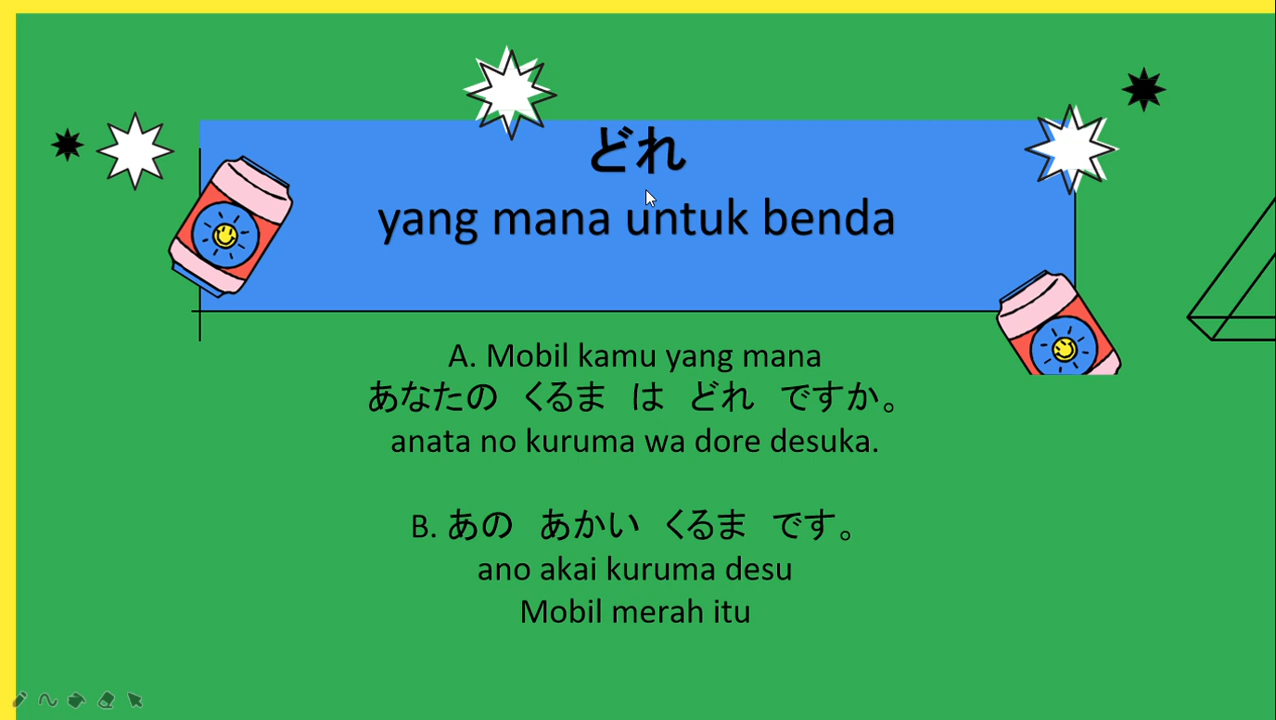 どれ
yang mana untuk benda
A. Mobil kamu yang mana
あなたの　くるま　は　どれ　ですか。
anata no kuruma wa dore desuka.
B. あの　あかい　くるま　です。
ano akai kuruma desu
Mobil merah itu